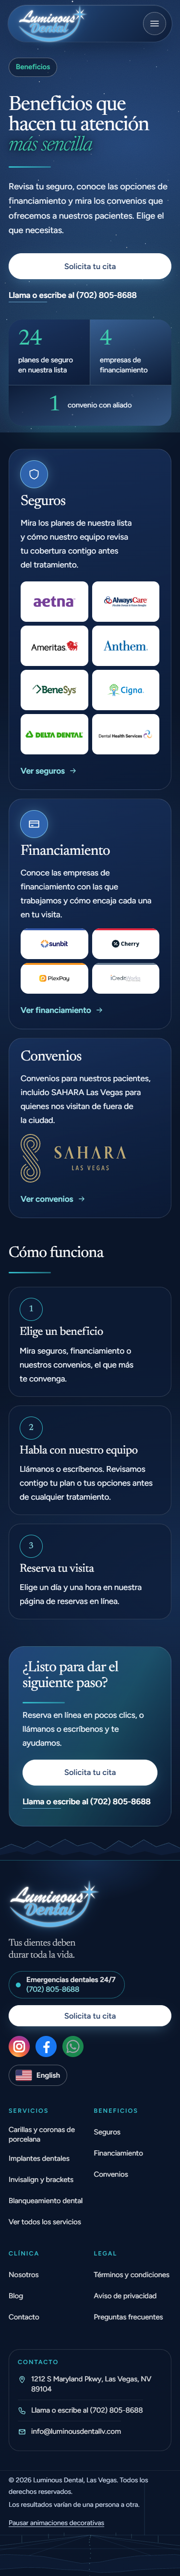 Luminous
Dental
Beneficios
Beneficios que
hacen tu atención
más sencilla
Revisa tu seguro, conoce las opciones de
financiamiento y mira los convenios que
ofrecemos a nuestros pacientes. Elige el
que necesitas.
Solicita tu cita
Llama o escribe al (702) 805-8688
24
planes de seguro
en nuestra lista
4
empresas de
financiamiento
1 convenio con aliado
Seguros
Mira los planes de nuestra lista
y cómo nuestro equipo revisa
tu cobertura contigo antes
del tratamiento.
aetna
AlwaysCare
Ameritas
Anthem.
BeneSys
Cigna.
DELTA DENTAL
Dental Health Services
Ver seguros →
Financiamiento
Conoce las empresas de
financiamiento con las que
trabajamos y cómo encaja cada una
en tu visita.
sunbit
Cherry
PlexPay
iCreditWorks
Ver financiamiento →
Convenios
Convenios para nuestros pacientes,
incluido SAHARA Las Vegas para
quienes nos visitan de fuera de
la ciudad.
SAHARA
LAS VEGAS
Ver convenios →
Cómo funciona
1
Elige un beneficio
Mira seguros, financiamiento o
nuestros convenios, el que más
te convenga.
2
Habla con nuestro equipo
Llámanos o escríbenos. Revisamos
contigo tu plan o tus opciones antes
de cualquier tratamiento.
3
Reserva tu visita
Elige un día y una hora en nuestra
página de reservas en línea.
¿Listo para dar el
siguiente paso?
Reserva en línea en pocos clics, o
llámanos o escríbenos y te
ayudamos.
Solicita tu cita
Llama o escribe al (702) 805-8688
Luminous
Dental
Tus dientes deben
durar toda la vida.
Emergencias dentales 24/7
(702) 805-8688
Solicita tu cita
English
SERVICIOS
Carillas y coronas de
porcelana
Implantes dentales
Invisalign y brackets
Blanqueamiento dental
Ver todos los servicios
BENEFICIOS
Seguros
Financiamiento
Convenios
CLÍNICA
Nosotros
Blog
Contacto
LEGAL
Términos y condiciones
Aviso de privacidad
Preguntas frecuentes
CONTACTO
1212 S Maryland Pkwy, Las Vegas, NV
89104
Llama o escribe al (702) 805-8688
info@luminousdentallv.com
© 2026 Luminous Dental, Las Vegas. Todos los
derechos reservados.
Los resultados varían de una persona a otra.
Pausar animaciones decorativas